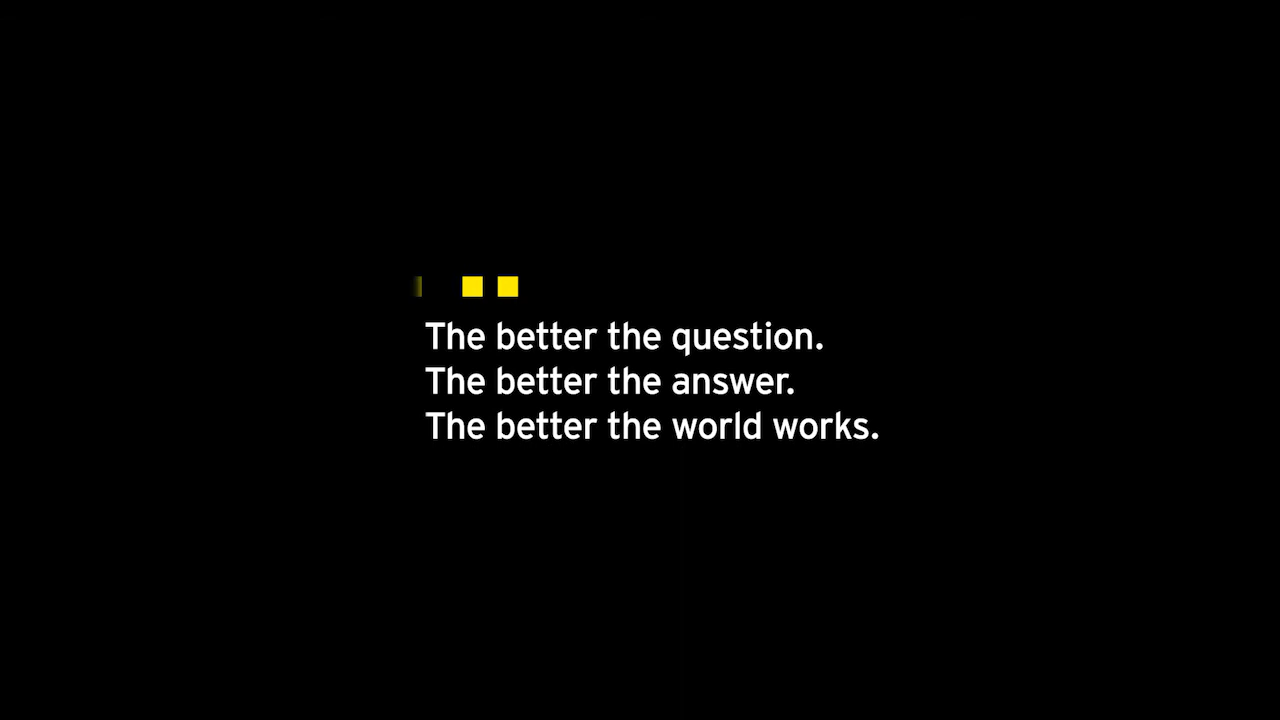 The better the question.
The better the answer.
The better the world works.